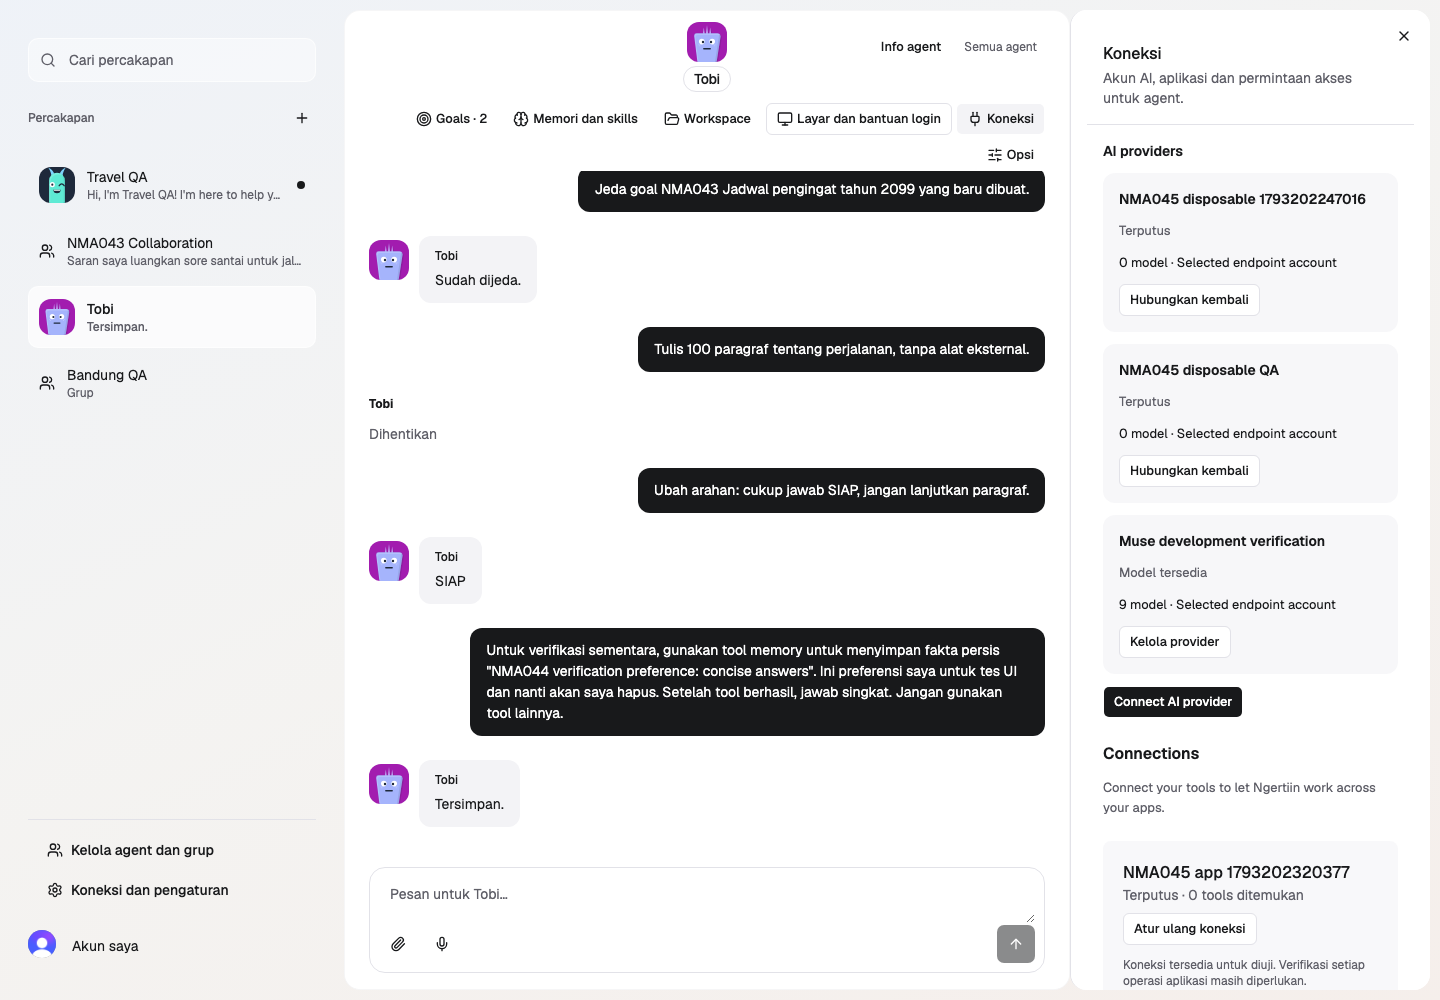 Cari percakapan
Percakapan
Travel QA
Hi, I'm Travel QA! I'm here to help y...
NMA043 Collaboration
Saran saya luangkan sore santai untuk jal...
Tobi
Tersimpan.
Bandung QA
Grup
Kelola agent dan grup
Koneksi dan pengaturan
Akun saya
Tobi
Info agent
Semua agent
Goals · 2
Memori dan skills
Workspace
Layar dan bantuan login
Koneksi
Opsi
Jeda goal NMA043 Jadwal pengingat tahun 2099 yang baru dibuat.
Tobi
Sudah dijeda.
Tulis 100 paragraf tentang perjalanan, tanpa alat eksternal.
Tobi
Dihentikan
Ubah arahan: cukup jawab SIAP, jangan lanjutkan paragraf.
Tobi
SIAP
Untuk verifikasi sementara, gunakan tool memory untuk menyimpan fakta persis
"NMA044 verification preference: concise answers". Ini preferensi saya untuk tes UI
dan nanti akan saya hapus. Setelah tool berhasil, jawab singkat. Jangan gunakan
tool lainnya.
Tobi
Tersimpan.
Pesan untuk Tobi...
Koneksi
Akun AI, aplikasi dan permintaan akses
untuk agent.
AI providers
NMA045 disposable 1793202247016
Terputus
0 model · Selected endpoint account
Hubungkan kembali
NMA045 disposable QA
Terputus
0 model · Selected endpoint account
Hubungkan kembali
Muse development verification
Model tersedia
9 model · Selected endpoint account
Kelola provider
Connect AI provider
Connections
Connect your tools to let Ngertiin work across
your apps.
NMA045 app 1793202320377
Terputus · 0 tools ditemukan
Atur ulang koneksi
Koneksi tersedia untuk diuji. Verifikasi setiap
operasi aplikasi masih diperlukan.